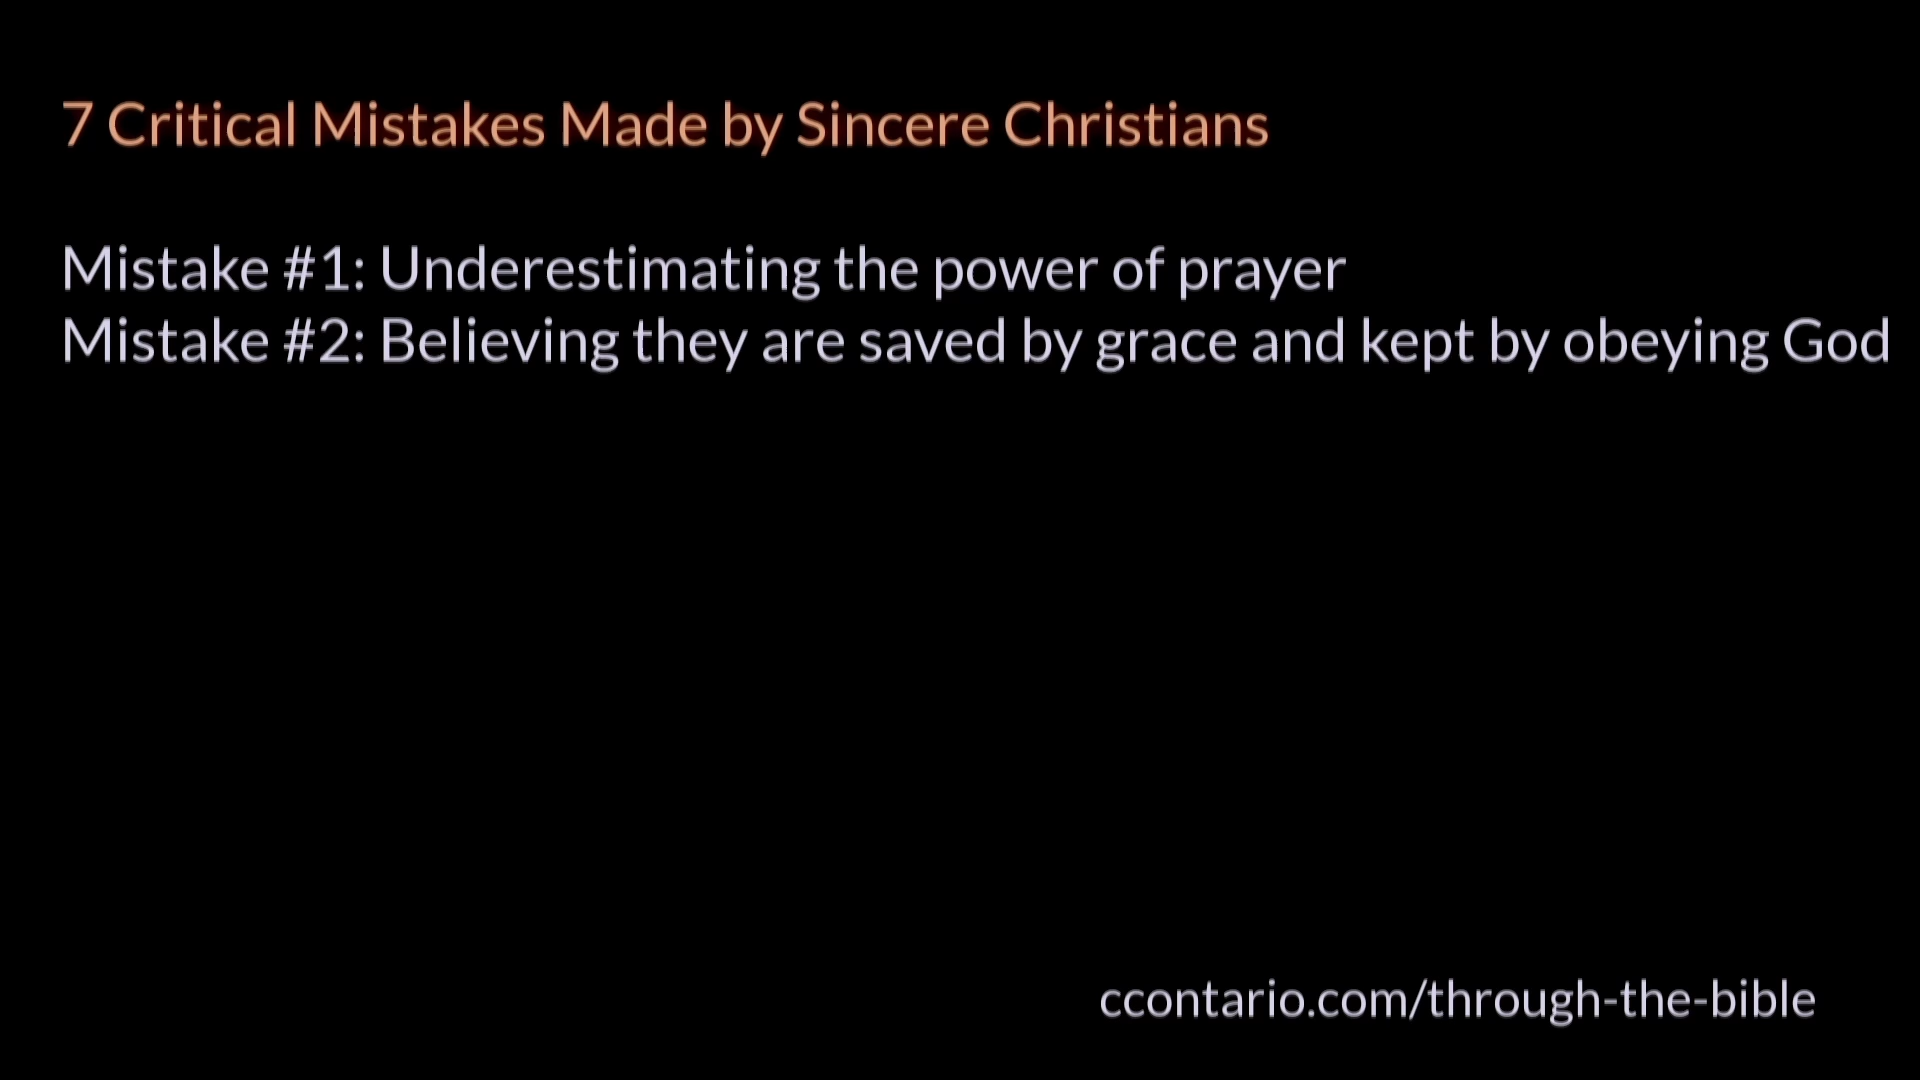 7 Critical Mistakes Made by Sincere Christians
Mistake #1: Underestimating the power of prayer
Mistake #2: Believing they are saved by grace and kept by obeying God
ccontario.com/through-the-bible